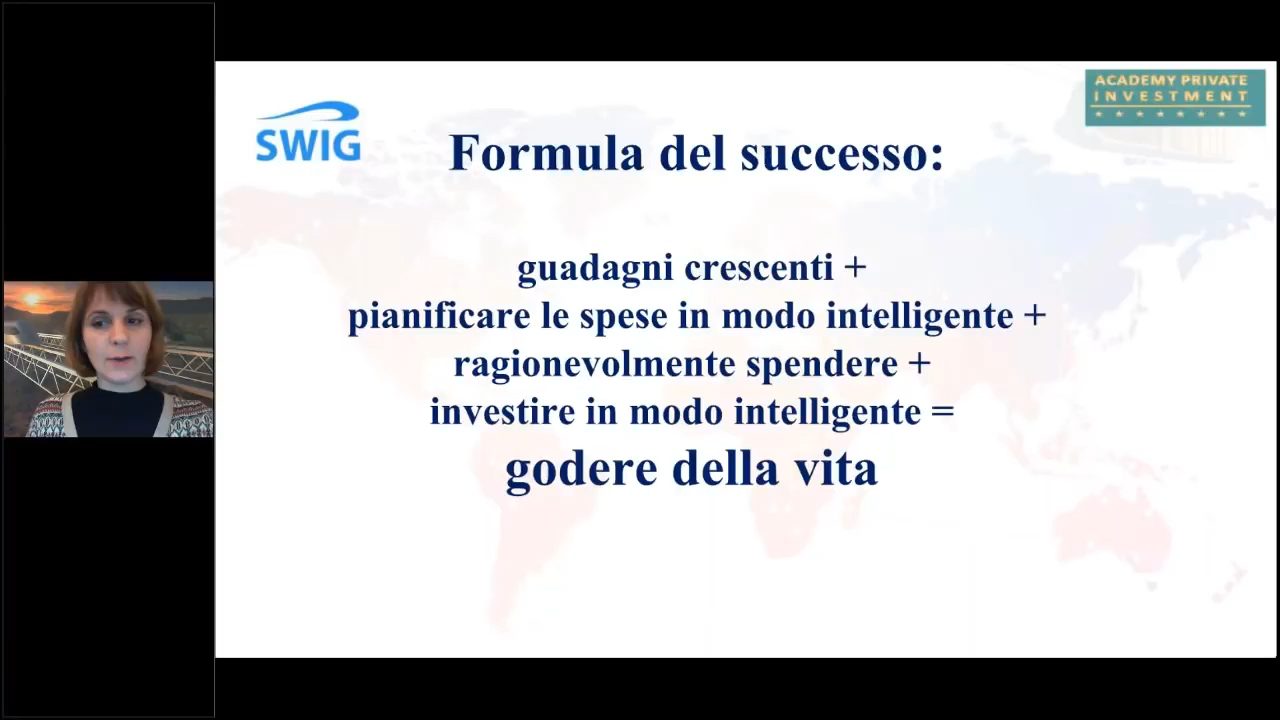 SWIG
ACADEMY PRIVATE
INVESTMENT
Formula del successo:
guadagni crescenti +
pianificare le spese in modo intelligente +
ragionevolmente spendere +
investire in modo intelligente =
godere della vita